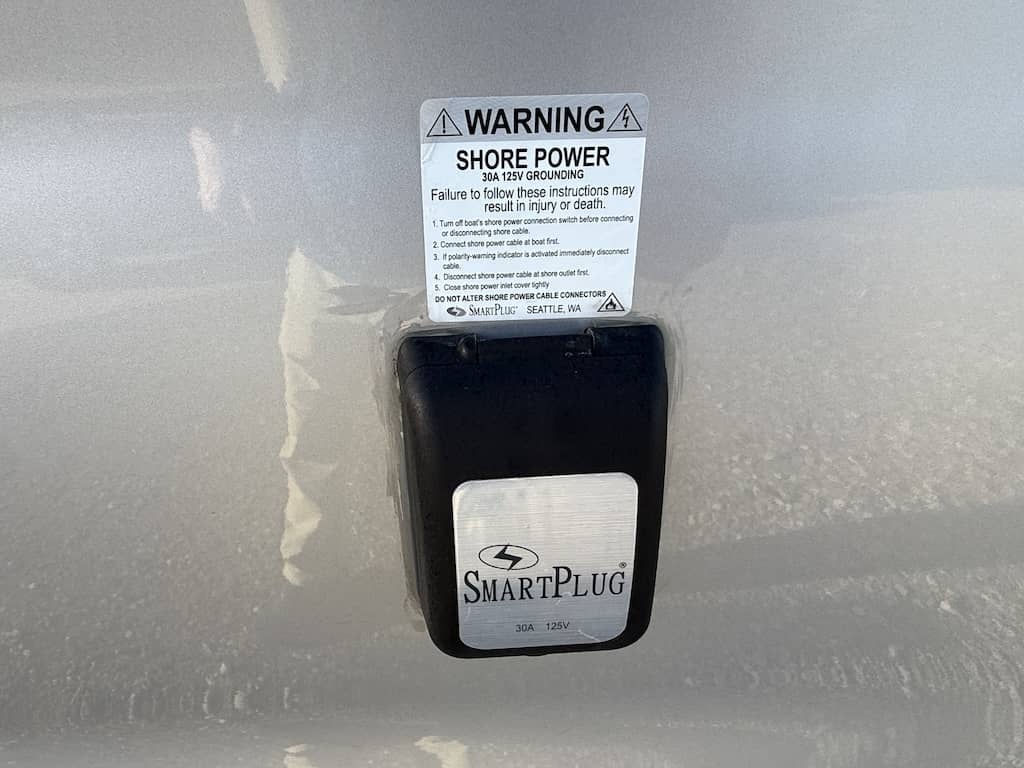 WARNING
SHORE POWER
30A 125V GROUNDING
Failure to follow these instructions may
result in injury or death.
1. Turn off boat's shore power connection switch before connecting
or disconnecting shore cable.
2. Connect shore power cable at boat first.
3. If polarity-warning indicator is activated immediately disconnect
cable.
4. Disconnect shore power cable at shore outlet first.
5. Close shore power inlet cover tightly
DO NOT ALTER SHORE POWER CABLE CONNECTORS
SMARTPLUG® SEATTLE, WA
SMARTPLUG®
30A 125V